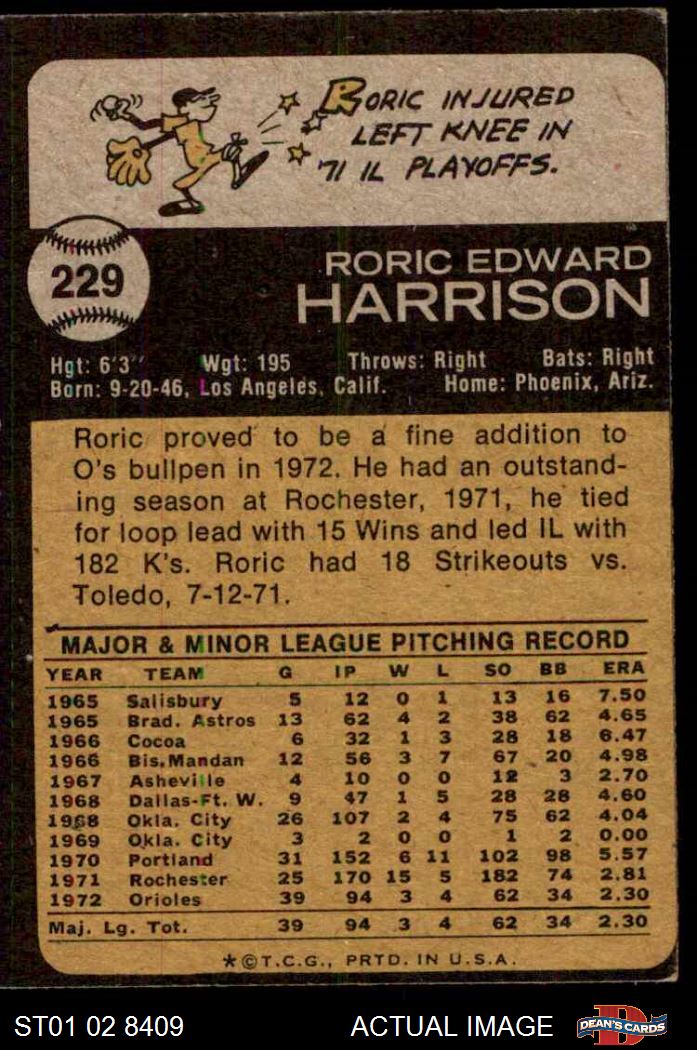 RORIC INJURED
LEFT KNEE IN
'71 IL PLAYOFFS.
229
RORIC EDWARD
HARRISON
Hgt: 6'3" Wgt: 195 Throws: Right Bats: Right
Born: 9-20-46, Los Angeles, Calif. Home: Phoenix, Ariz.
Roric proved to be a fine addition to
O's bullpen in 1972. He had an outstand-
ing season at Rochester, 1971, he tied
for loop lead with 15 Wins and led IL with
182 K's. Roric had 18 Strikeouts vs.
Toledo, 7-12-71.
MAJOR & MINOR LEAGUE PITCHING RECORD
YEAR TEAM G IP W L SO BB ERA
1965 Salisbury 5 12 0 1 13 16 7.50
1965 Brad. Astros 13 62 4 2 38 62 4.65
1966 Cocoa 6 32 1 3 28 18 6.47
1966 Bis.Mandan 12 56 3 7 67 20 4.98
1967 Asheville 4 10 0 0 12 3 2.70
1968 Dallas-Ft. W. 9 47 1 5 28 28 4.60
1968 Okla. City 26 107 2 4 75 62 4.04
1969 Okla. City 3 2 0 0 1 2 0.00
1970 Portland 31 152 6 11 102 98 5.57
1971 Rochester 25 170 15 5 182 74 2.81
1972 Orioles 39 94 3 4 62 34 2.30
Maj. Lg. Tot. 39 94 3 4 62 34 2.30
*©T.C.G., PRTD. IN U.S.A.
ST01 02 8409 ACTUAL IMAGE DEAN'S CARDS